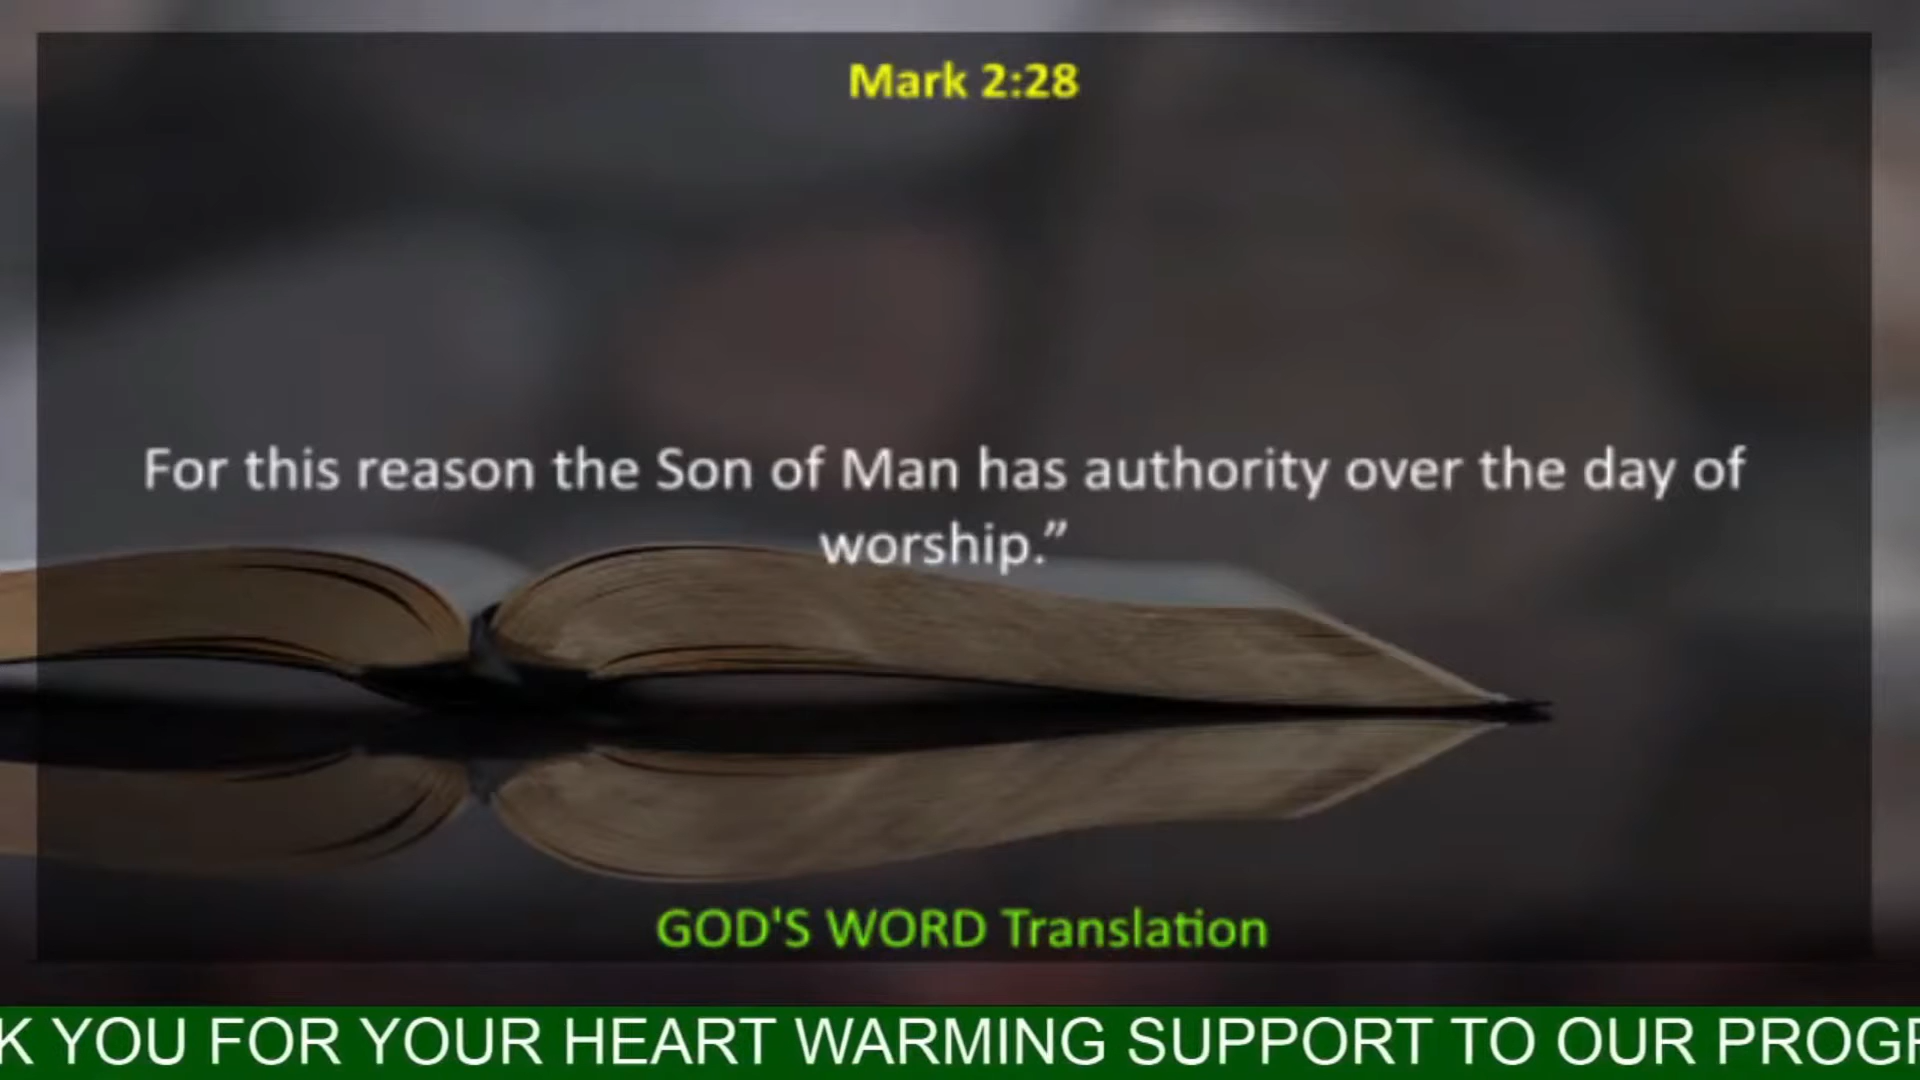 Mark 2:28
For this reason the Son of Man has authority over the day of
worship.”
GOD'S WORD Translation
K YOU FOR YOUR HEART WARMING SUPPORT TO OUR PROG